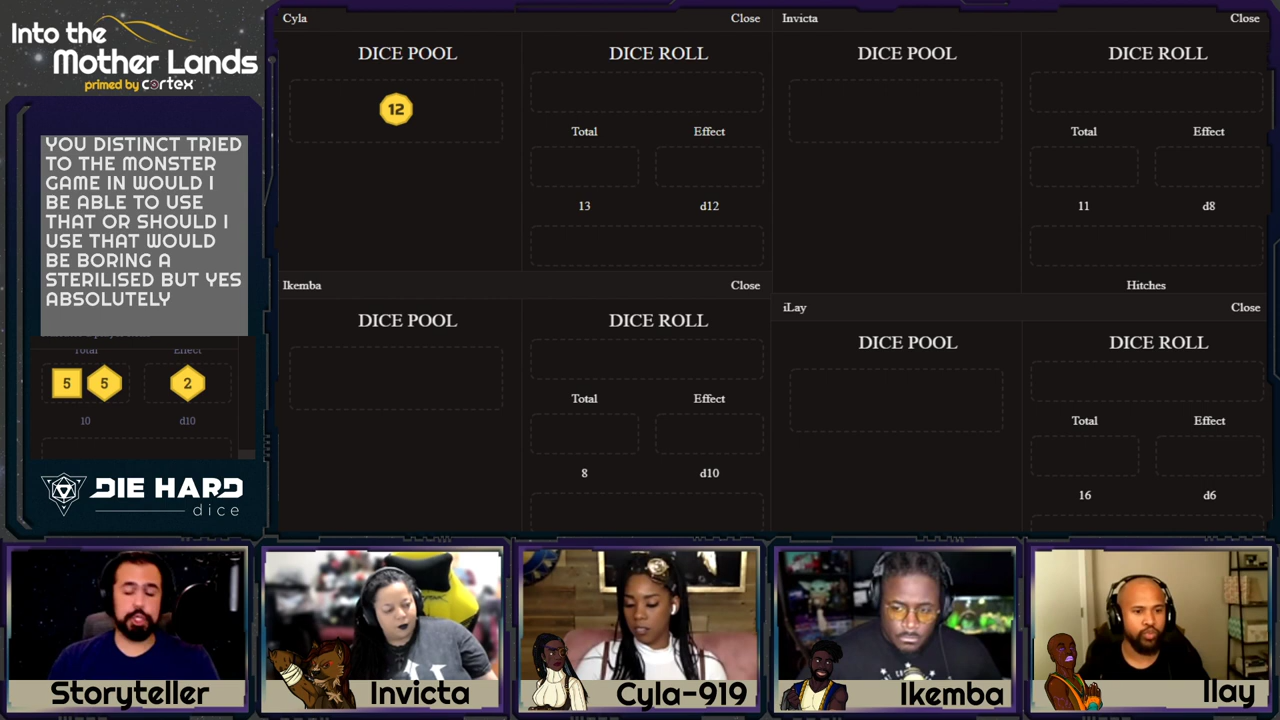 Into the
Mother Lands
primed by cortex
YOU DISTINCT TRIED
TO THE MONSTER
GAME IN WOULD I
BE ABLE TO USE
THAT OR SHOULD I
USE THAT WOULD
BE BORING A
STERILISED BUT YES
ABSOLUTELY
Total Effect
5 5 2
10 d10
DIE HARD
dice
Cyla Close
DICE POOL DICE ROLL
12
Total Effect
13 d12
Invicta Close
DICE POOL DICE ROLL
Total Effect
11 d8
Hitches
Ikemba Close
DICE POOL DICE ROLL
Total Effect
8 d10
iLay Close
DICE POOL DICE ROLL
Total Effect
16 d6
Storyteller
Invicta
Cyla-919
Ikemba
Ilay